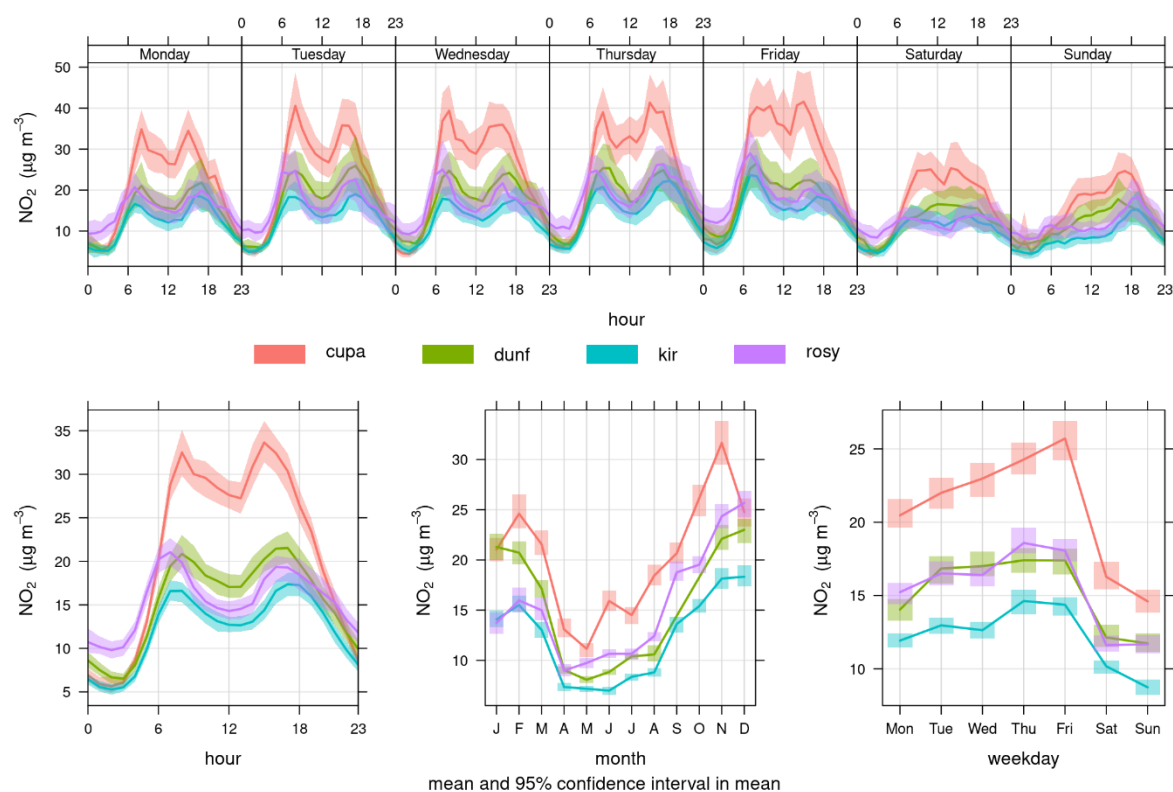 0 6 12 18 23 0 6 12 18 23 0 6 12 18 23
Monday Tuesday Wednesday Thursday Friday Saturday Sunday
NO₂ (µg m⁻³)
50
40
30
20
10
0 6 12 18 23 0 6 12 18 23 0 6 12 18 23 0 6 12 18 23
hour
cupa dunf kir rosy
NO₂ (µg m⁻³)
35
30
25
20
15
10
5
0 6 12 18 23
hour
NO₂ (µg m⁻³)
30
25
20
15
10
J F M A M J J A S O N D
month
NO₂ (µg m⁻³)
25
20
15
10
Mon Tue Wed Thu Fri Sat Sun
weekday
mean and 95% confidence interval in mean